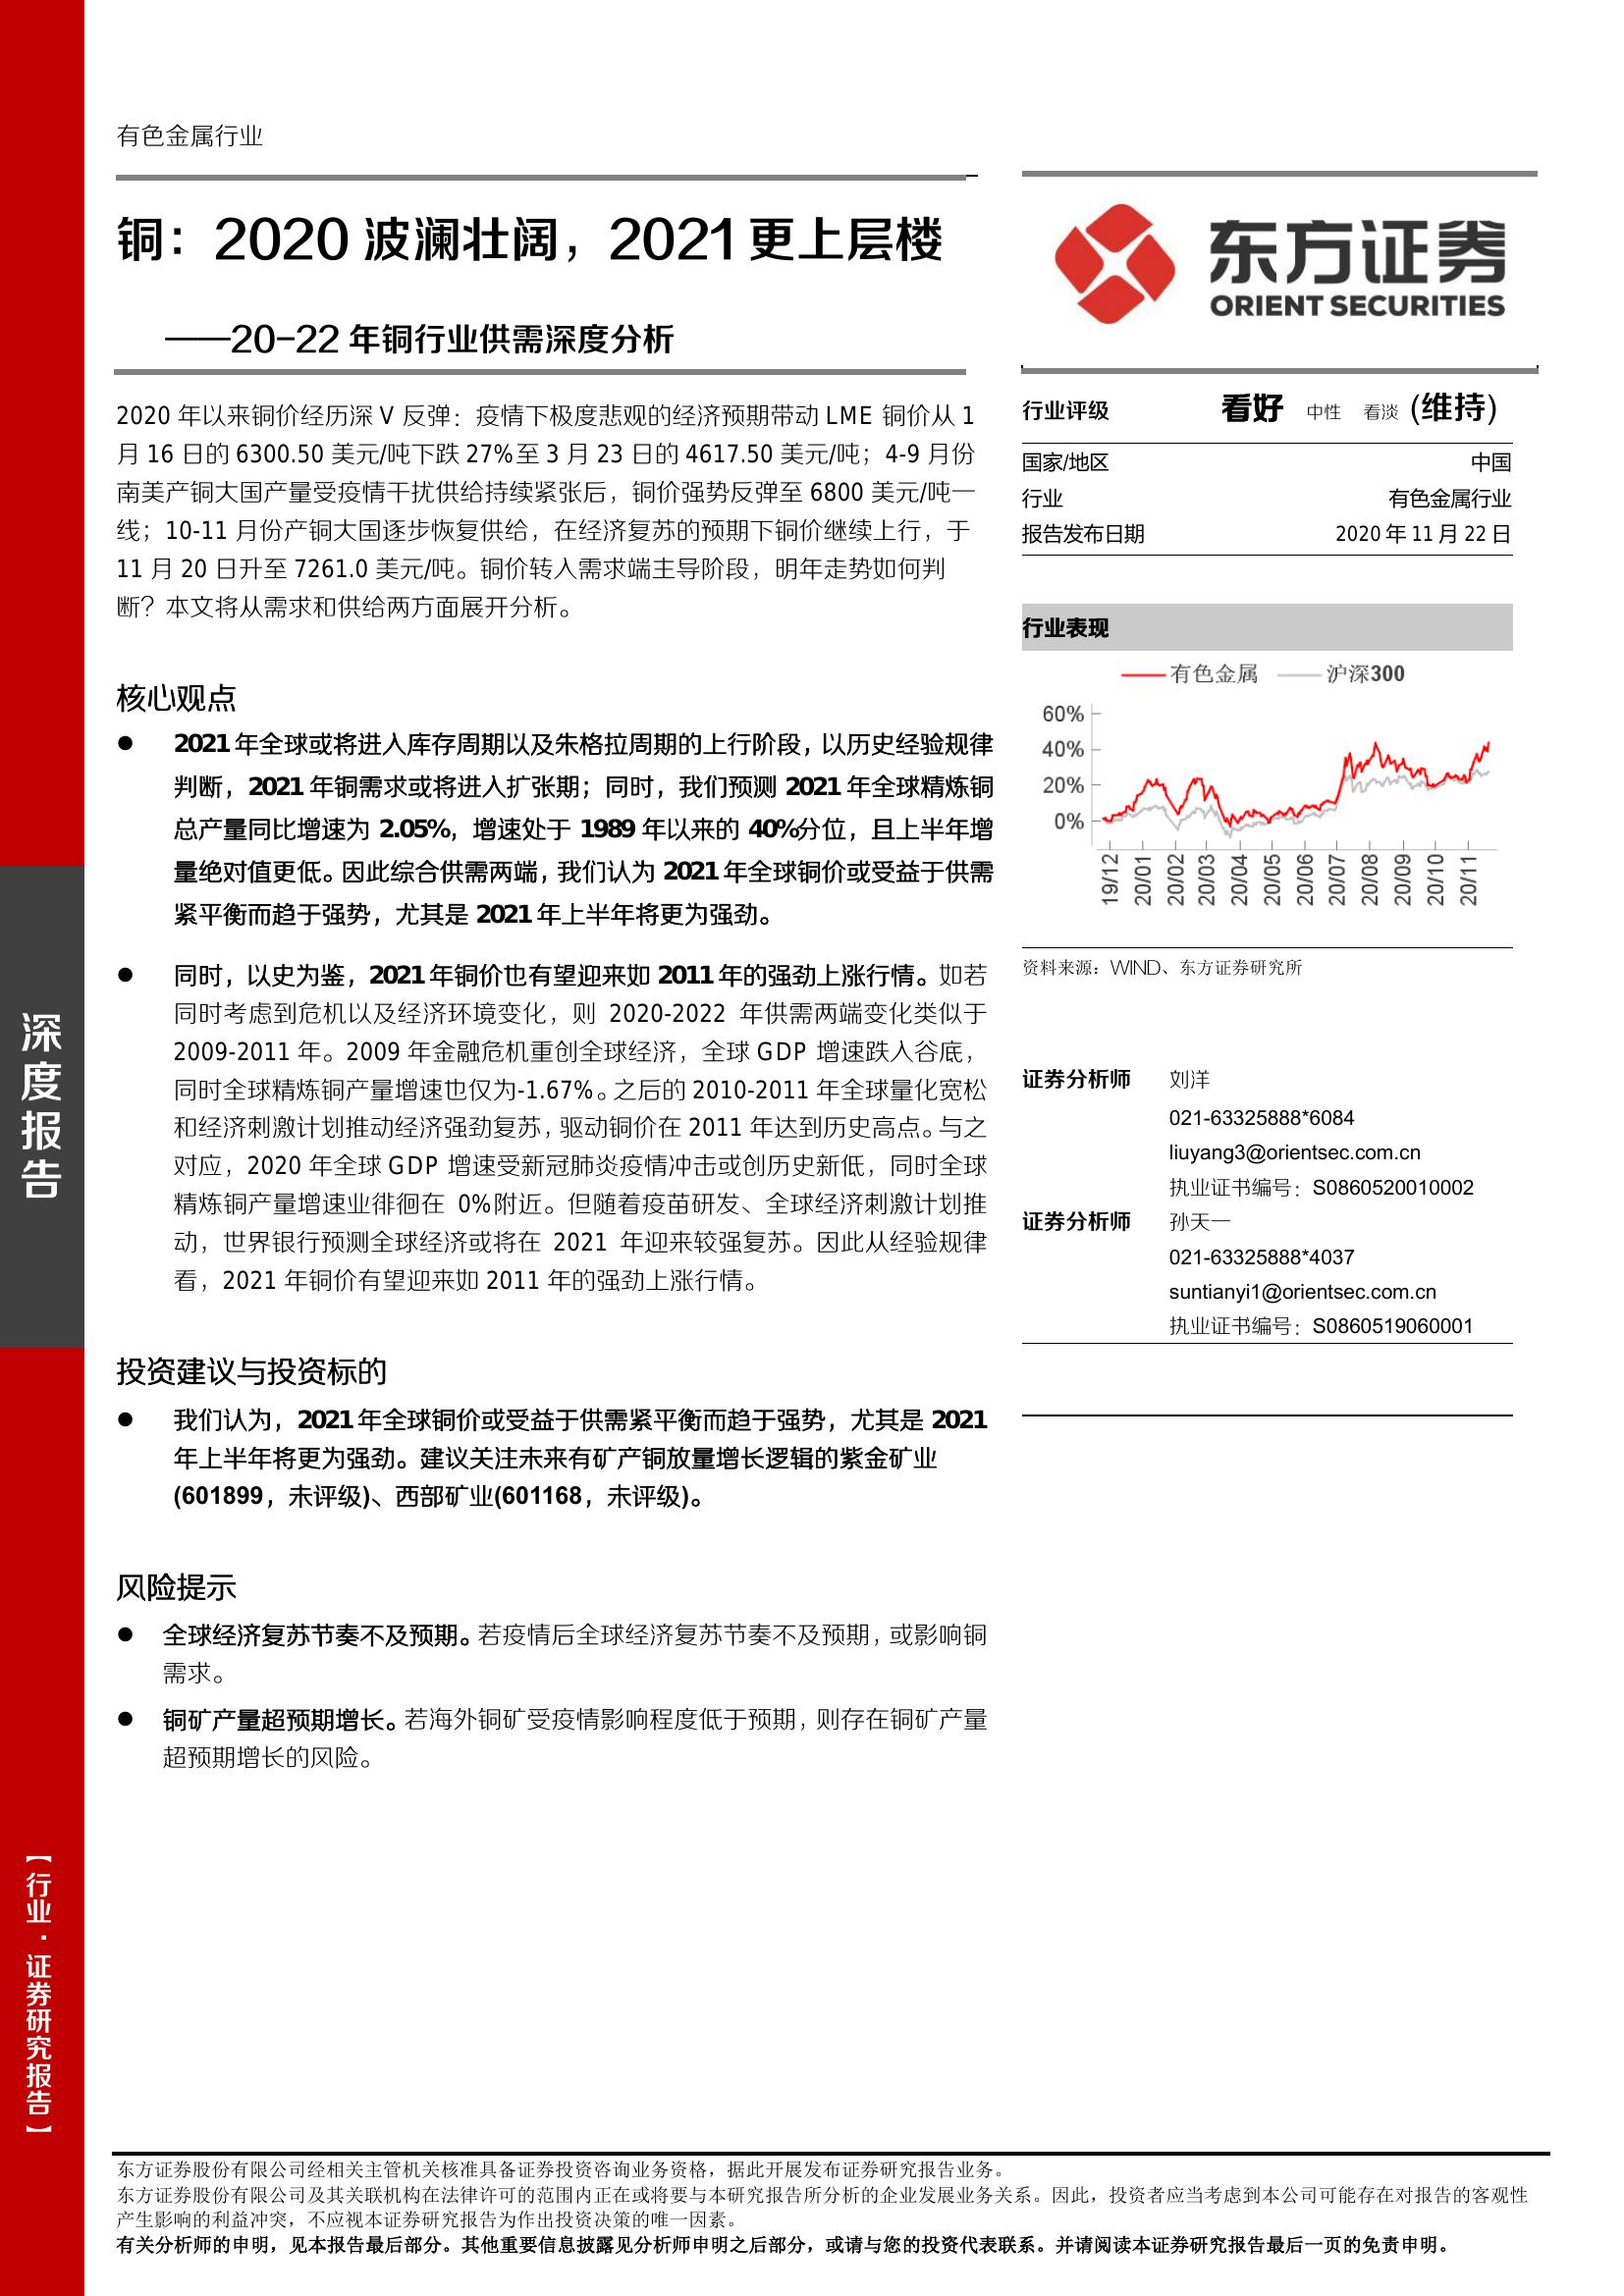 有色金属行业
铜：2020 波澜壮阔，2021更上层楼
——20-22 年铜行业供需深度分析
2020 年以来铜价经历深 V 反弹：疫情下极度悲观的经济预期带动 LME 铜价从 1
月 16 日的 6300.50 美元/吨下跌 27%至 3 月 23 日的 4617.50 美元/吨；4-9 月份
南美产铜大国产量受疫情干扰供给持续紧张后，铜价强势反弹至 6800 美元/吨一
线；10-11 月份产铜大国逐步恢复供给，在经济复苏的预期下铜价继续上行，于
11 月 20 日升至 7261.0 美元/吨。铜价转入需求端主导阶段，明年走势如何判
断？本文将从需求和供给两方面展开分析。
核心观点
● 2021年全球或将进入库存周期以及朱格拉周期的上行阶段，以历史经验规律
判断，2021 年铜需求或将进入扩张期；同时，我们预测 2021 年全球精炼铜
总产量同比增速为 2.05%，增速处于 1989 年以来的 40%分位，且上半年增
量绝对值更低。因此综合供需两端，我们认为 2021年全球铜价或受益于供需
紧平衡而趋于强势，尤其是 2021年上半年将更为强劲。
● 同时，以史为鉴，2021年铜价也有望迎来如 2011年的强劲上涨行情。如若
同时考虑到危机以及经济环境变化，则 2020-2022 年供需两端变化类似于
2009-2011 年。2009 年金融危机重创全球经济，全球 GDP 增速跌入谷底，
同时全球精炼铜产量增速也仅为-1.67%。之后的 2010-2011 年全球量化宽松
和经济刺激计划推动经济强劲复苏，驱动铜价在 2011 年达到历史高点。与之
对应，2020 年全球 GDP 增速受新冠肺炎疫情冲击或创历史新低，同时全球
精炼铜产量增速业徘徊在 0%附近。但随着疫苗研发、全球经济刺激计划推
动，世界银行预测全球经济或将在 2021 年迎来较强复苏。因此从经验规律
看，2021 年铜价有望迎来如 2011 年的强劲上涨行情。
投资建议与投资标的
● 我们认为，2021年全球铜价或受益于供需紧平衡而趋于强势，尤其是 2021
年上半年将更为强劲。建议关注未来有矿产铜放量增长逻辑的紫金矿业
(601899，未评级)、西部矿业(601168，未评级)。
风险提示
● 全球经济复苏节奏不及预期。若疫情后全球经济复苏节奏不及预期，或影响铜
需求。
● 铜矿产量超预期增长。若海外铜矿受疫情影响程度低于预期，则存在铜矿产量
超预期增长的风险。
东方证券
ORIENT SECURITIES
行业评级 看好 中性 看淡 (维持)
国家/地区 中国
行业 有色金属行业
报告发布日期 2020 年 11 月 22 日
行业表现
有色金属 沪深300
60%
40%
20%
0%
19/12 20/01 20/02 20/03 20/04 20/05 20/06 20/07 20/08 20/09 20/10 20/11
资料来源：WIND、东方证券研究所
证券分析师 刘洋
021-63325888*6084
liuyang3@orientsec.com.cn
执业证书编号：S0860520010002
证券分析师 孙天一
021-63325888*4037
suntianyi1@orientsec.com.cn
执业证书编号：S0860519060001
深度报告
【行业·证券研究报告】
东方证券股份有限公司经相关主管机关核准具备证券投资咨询业务资格，据此开展发布证券研究报告业务。
东方证券股份有限公司及其关联机构在法律许可的范围内正在或将要与本研究报告所分析的企业发展业务关系。因此，投资者应当考虑到本公司可能存在对报告的客观性
产生影响的利益冲突，不应视本证券研究报告为作出投资决策的唯一因素。
有关分析师的申明，见本报告最后部分。其他重要信息披露见分析师申明之后部分，或请与您的投资代表联系。并请阅读本证券研究报告最后一页的免责申明。